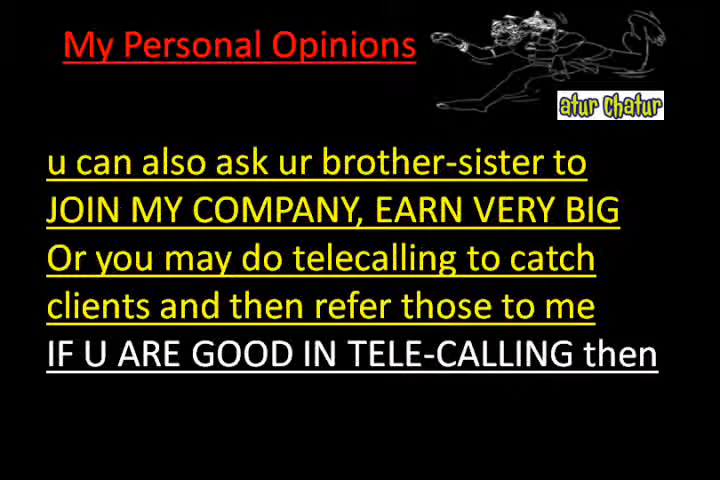 My Personal Opinions
atur Chatur
u can also ask ur brother-sister to
JOIN MY COMPANY, EARN VERY BIG
Or you may do telecalling to catch
clients and then refer those to me
IF U ARE GOOD IN TELE-CALLING then